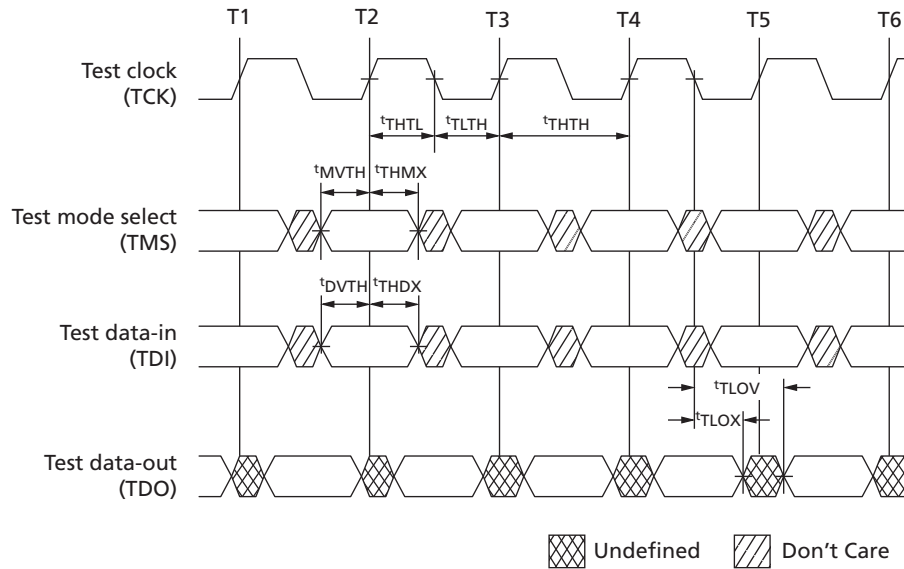 T1 T2 T3 T4 T5 T6
Test clock
(TCK)
tTHTL tTLTH tTHTH
tMVTH tTHMX
Test mode select
(TMS)
tDVTH tTHDX
Test data-in
(TDI)
tTLOV
tTLOX
Test data-out
(TDO)
Undefined Don't Care